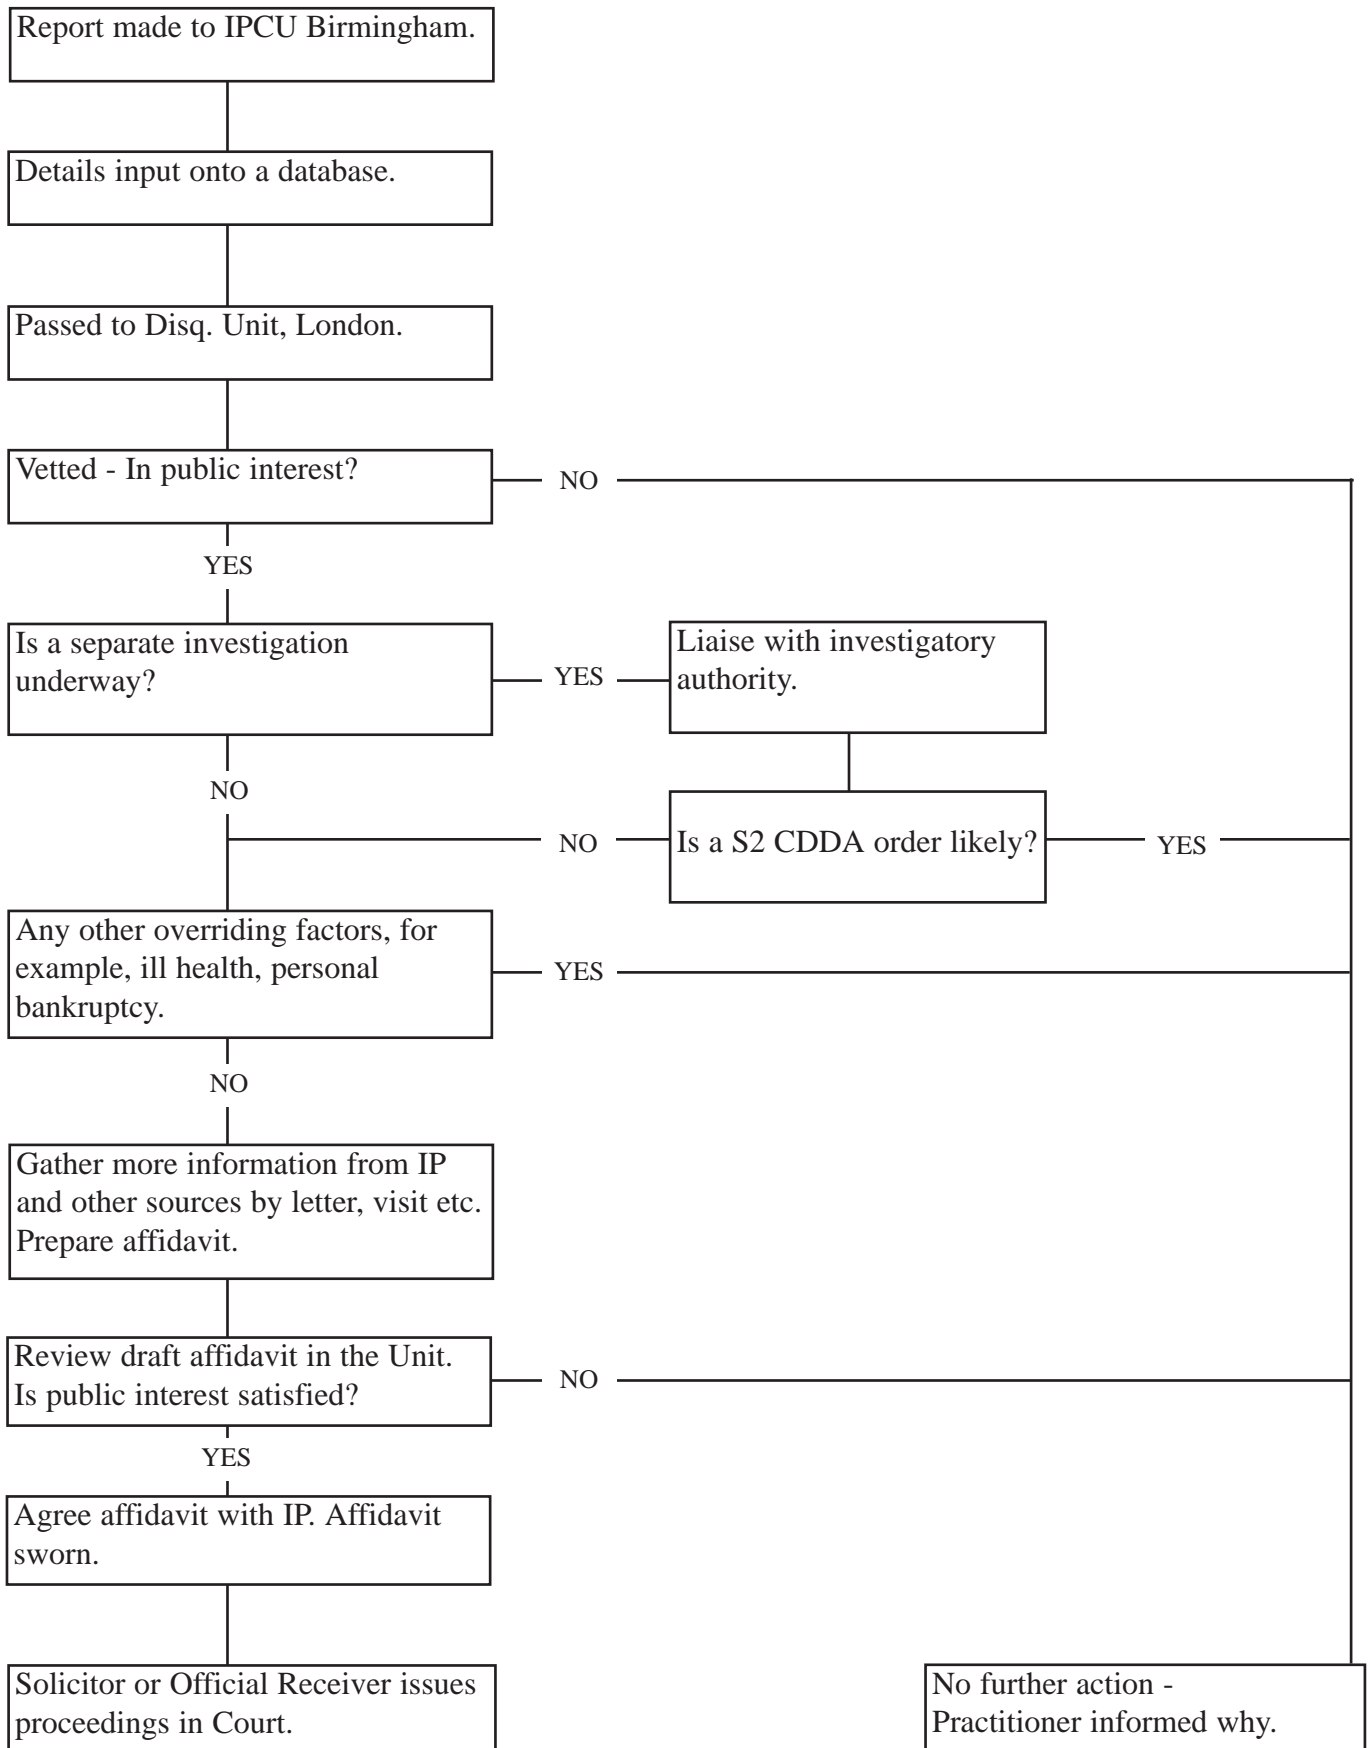 Report made to IPCU Birmingham.
Details input onto a database.
Passed to Disq. Unit, London.
Vetted - In public interest?
NO
YES
Is a separate investigation
underway?
YES
Liaise with investigatory
authority.
NO
NO
Is a S2 CDDA order likely?
YES
Any other overriding factors, for
example, ill health, personal
bankruptcy.
YES
NO
Gather more information from IP
and other sources by letter, visit etc.
Prepare affidavit.
Review draft affidavit in the Unit.
Is public interest satisfied?
NO
YES
Agree affidavit with IP. Affidavit
sworn.
Solicitor or Official Receiver issues
proceedings in Court.
No further action -
Practitioner informed why.